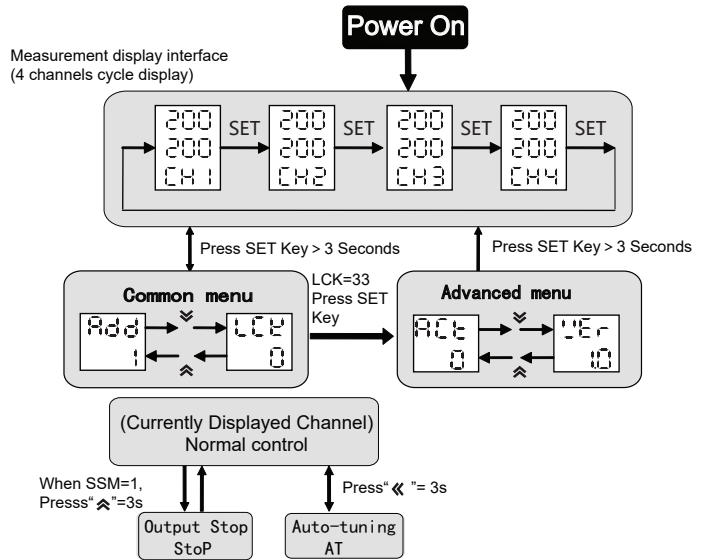 Power On
Measurement display interface
(4 channels cycle display)
200 SET 200 SET 200 SET 200 SET
200 200 200 200
CH1 CH2 CH3 CH4
Press SET Key > 3 Seconds
Press SET Key > 3 Seconds
Common menu
Add LCK
1 0
LCK=33
Press SET
Key
Advanced menu
ACt VEr
0 1.0
(Currently Displayed Channel)
Normal control
When SSM=1,
Presss“ ”=3s
Press“ ”= 3s
Output Stop
StoP
Auto-tuning
AT